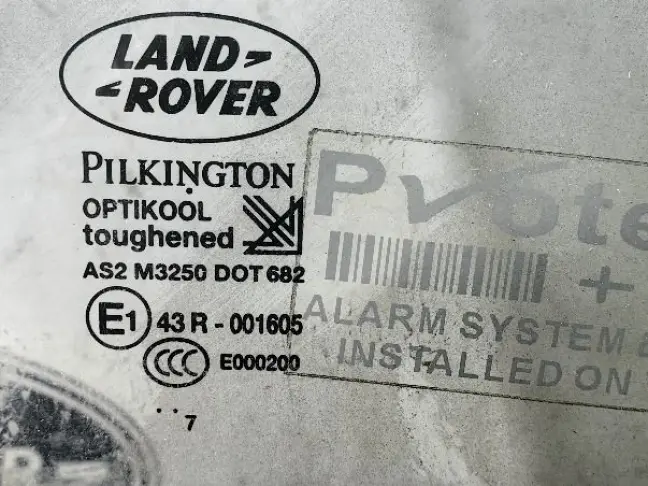 LAND
ROVER
PILKINGTON
OPTIKOOL
toughened
AS2 M3250 DOT 682
E1 43 R - 001605
CCC E000200
. . 7
+
ALARM SYSTEM
INSTALLED ON